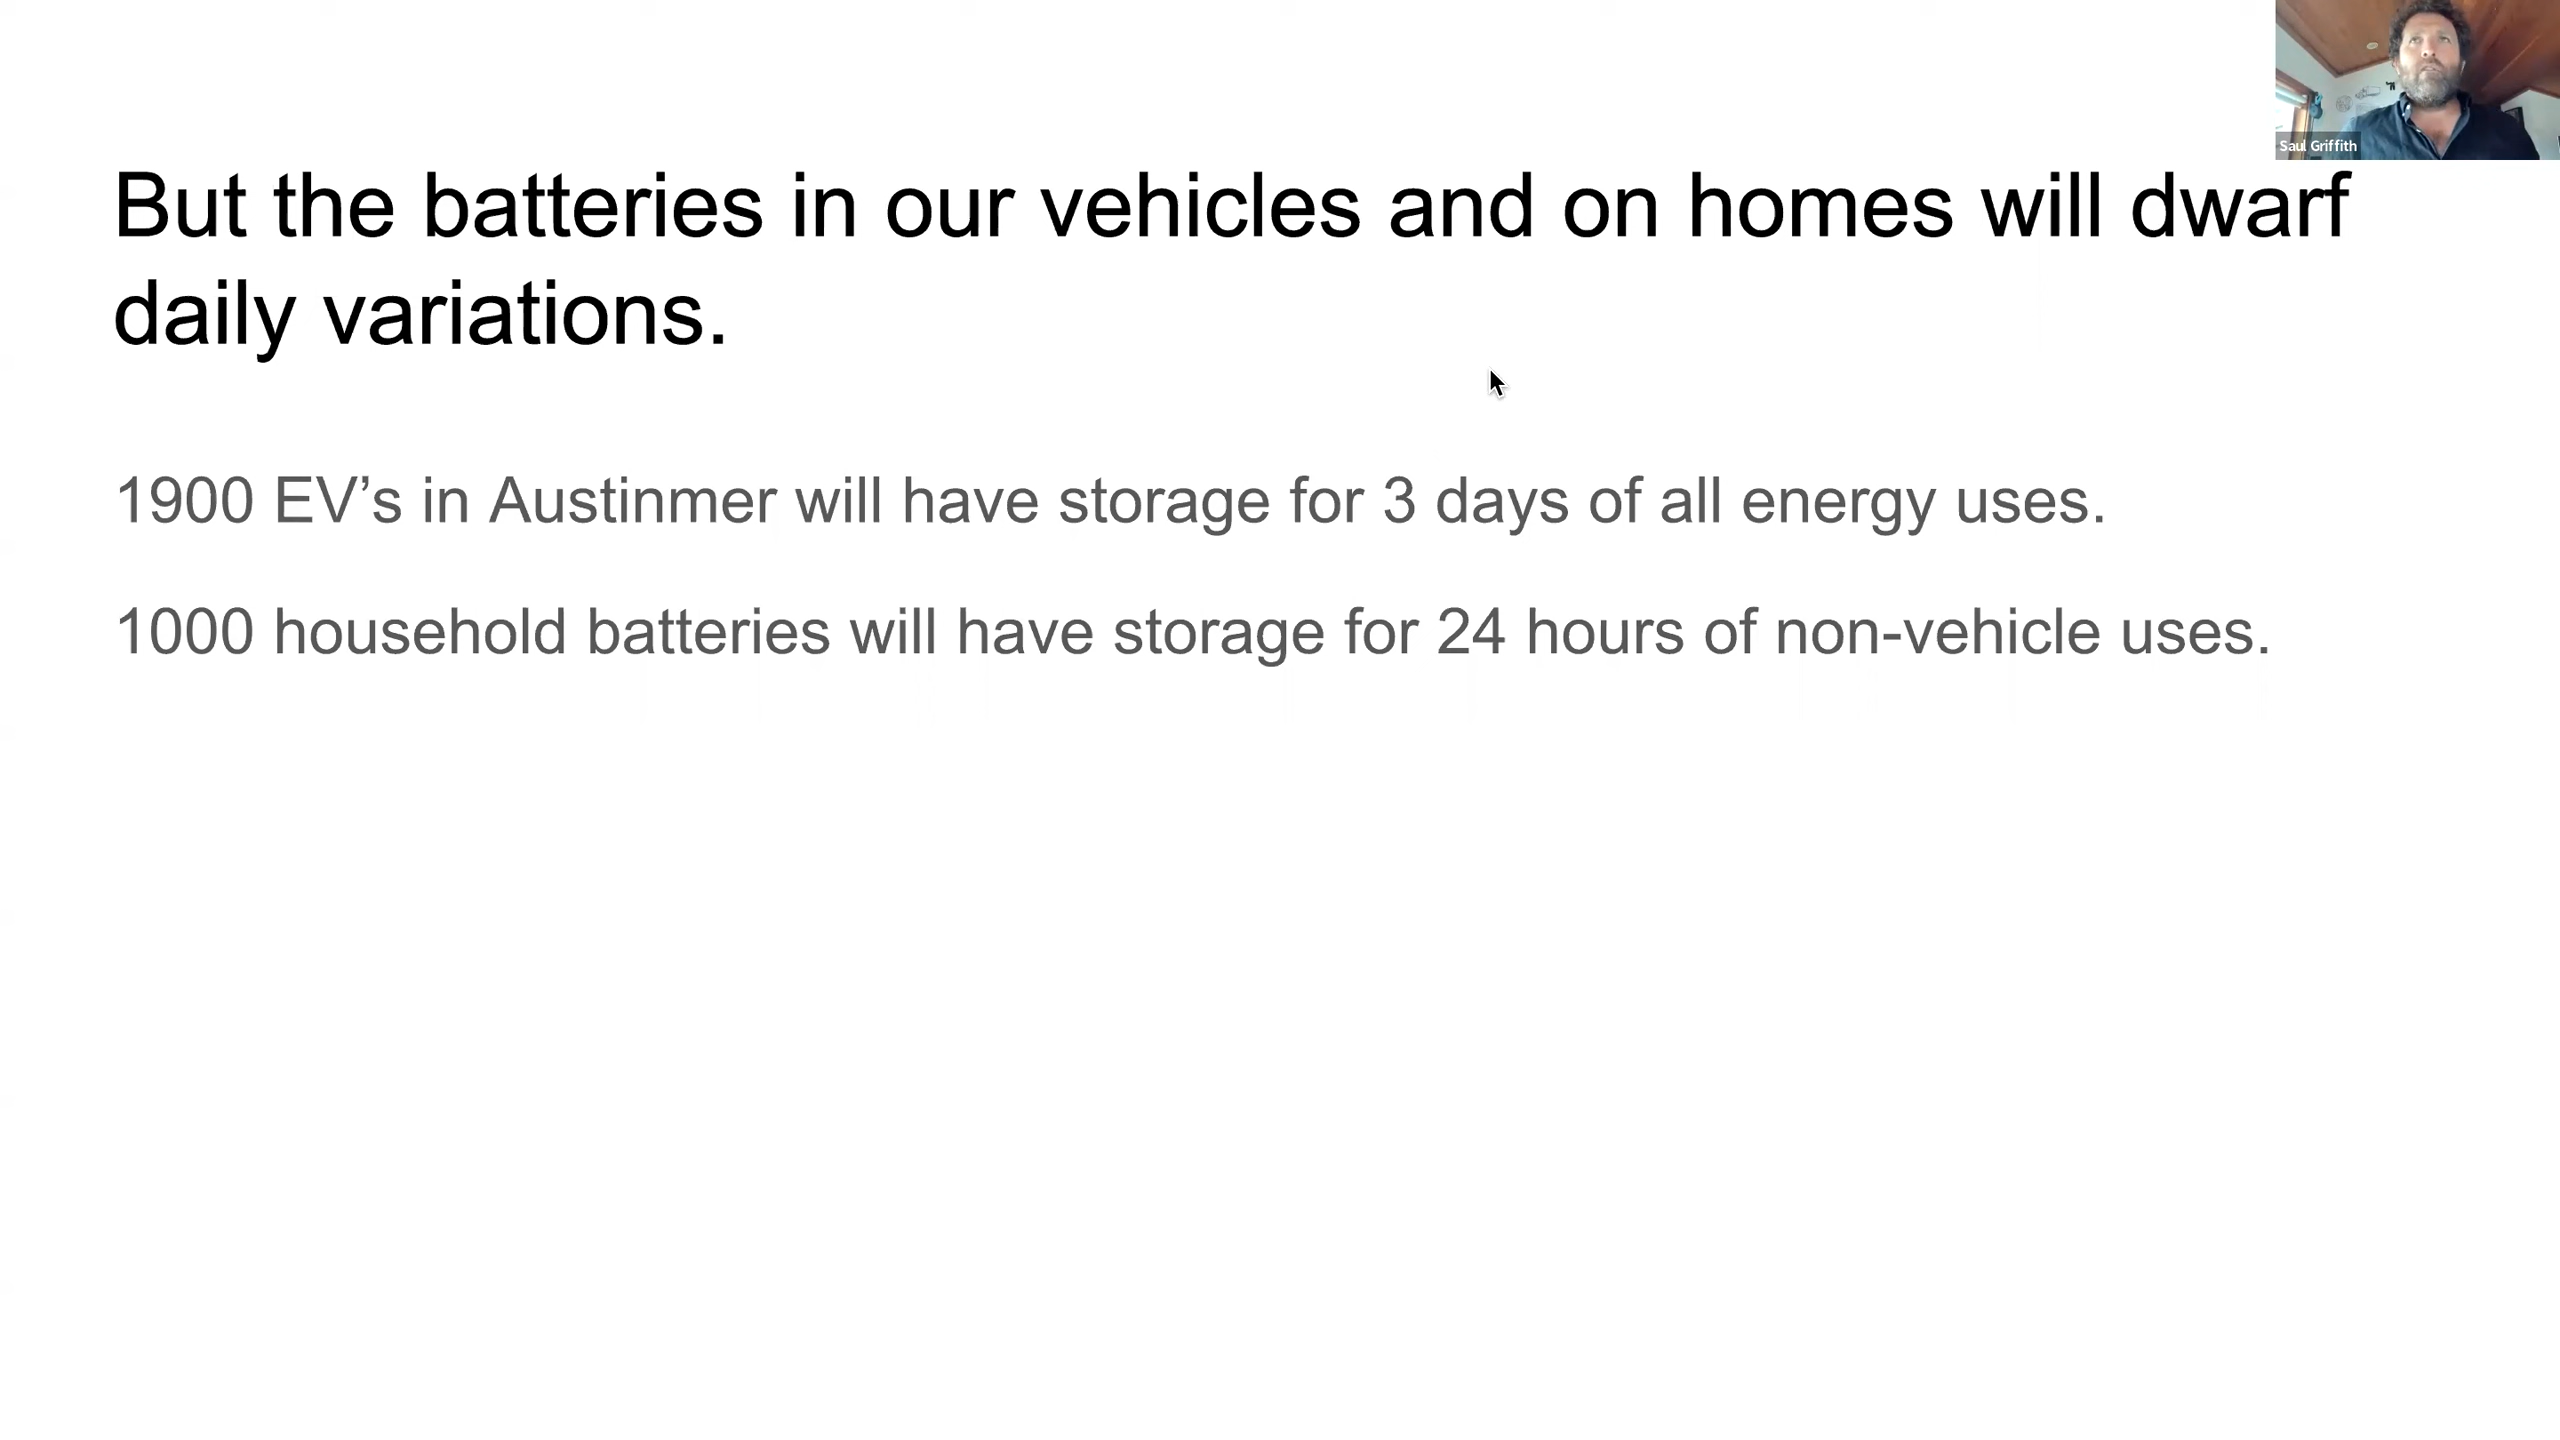 Saul Griffith
But the batteries in our vehicles and on homes will dwarf
daily variations.
1900 EV’s in Austinmer will have storage for 3 days of all energy uses.
1000 household batteries will have storage for 24 hours of non-vehicle uses.